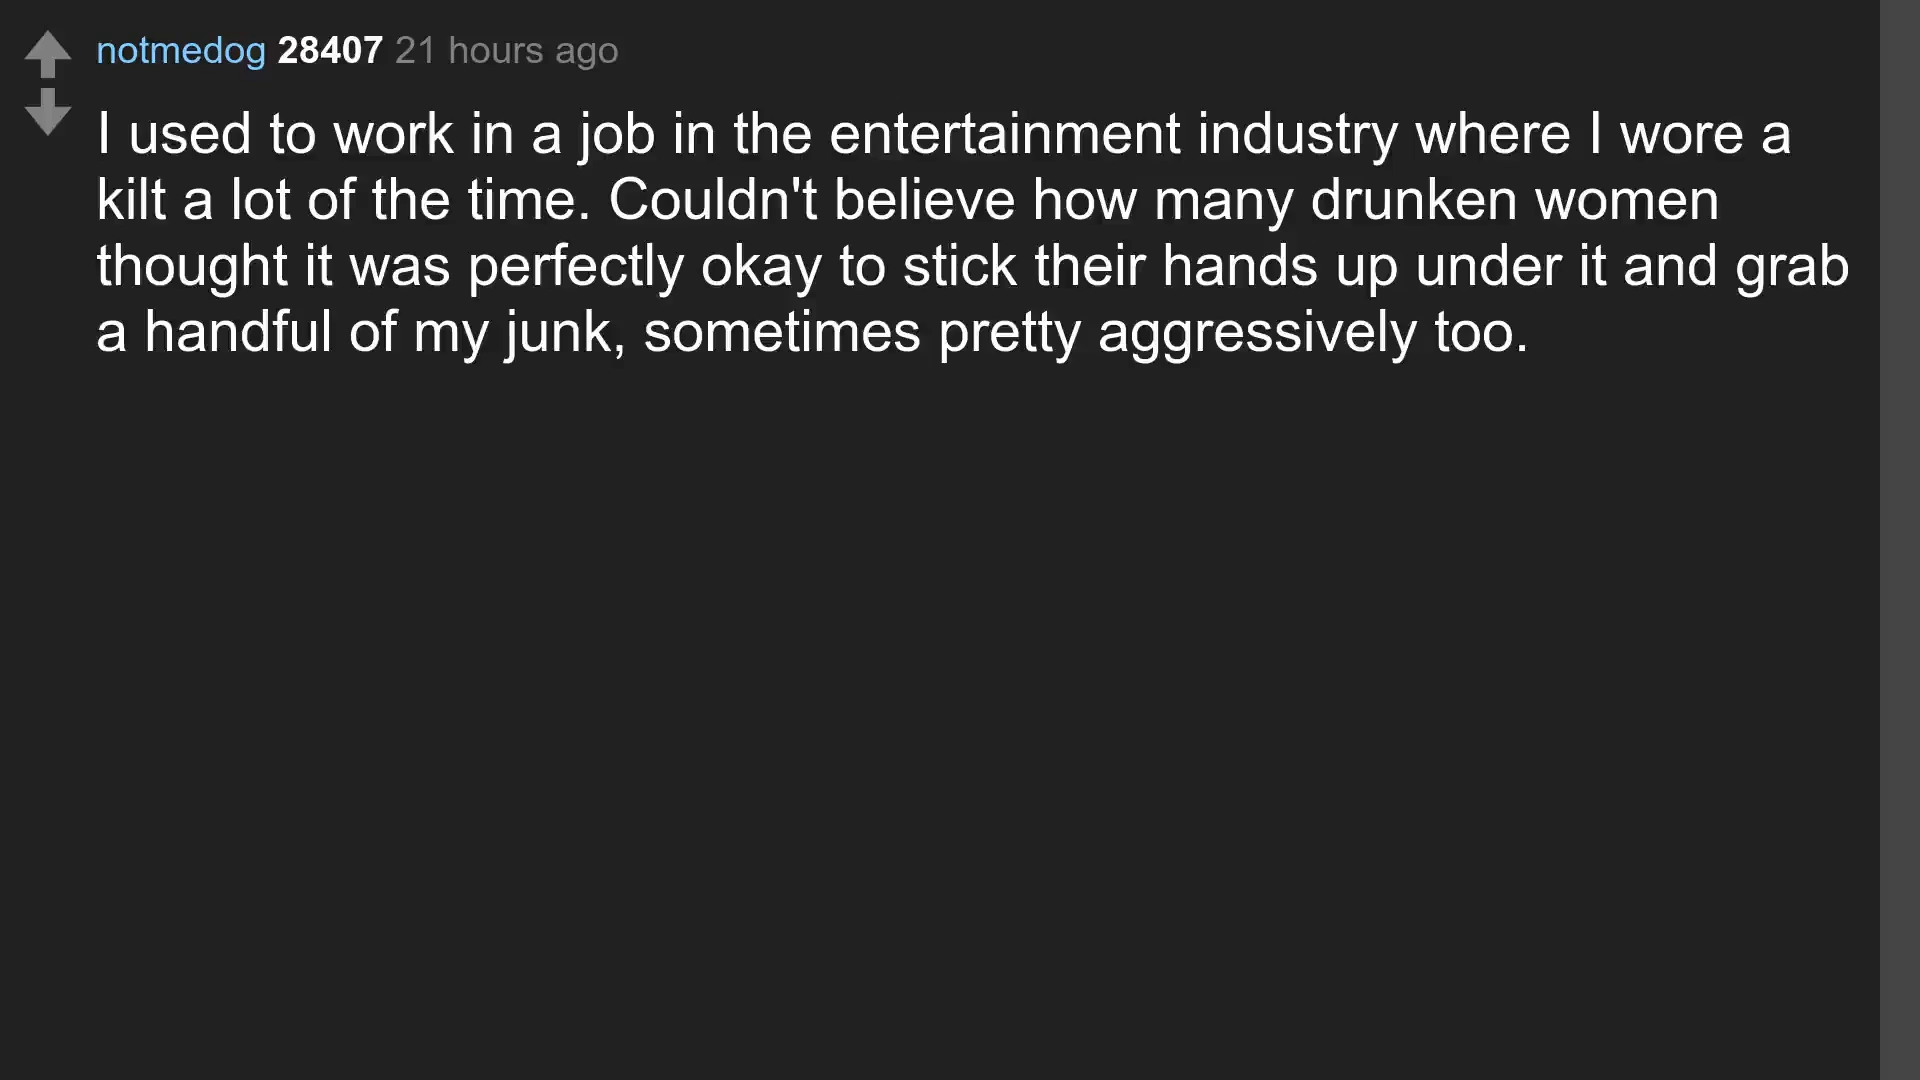 notmedog 28407 21 hours ago
I used to work in a job in the entertainment industry where I wore a
kilt a lot of the time. Couldn't believe how many drunken women
thought it was perfectly okay to stick their hands up under it and grab
a handful of my junk, sometimes pretty aggressively too.